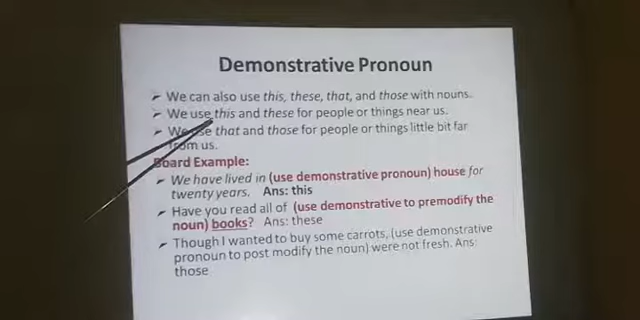 Demonstrative Pronoun
➢ We can also use this, these, that, and those with nouns.
➢ We use this and these for people or things near us.
➢ We use that and those for people or things little bit far
from us.
Board Example:
➢ We have lived in (use demonstrative pronoun) house for
twenty years. Ans: this
➢ Have you read all of (use demonstrative to premodify the
noun) books? Ans: these
➢ Though I wanted to buy some carrots, (use demonstrative
pronoun to post modify the noun) were not fresh. Ans:
those